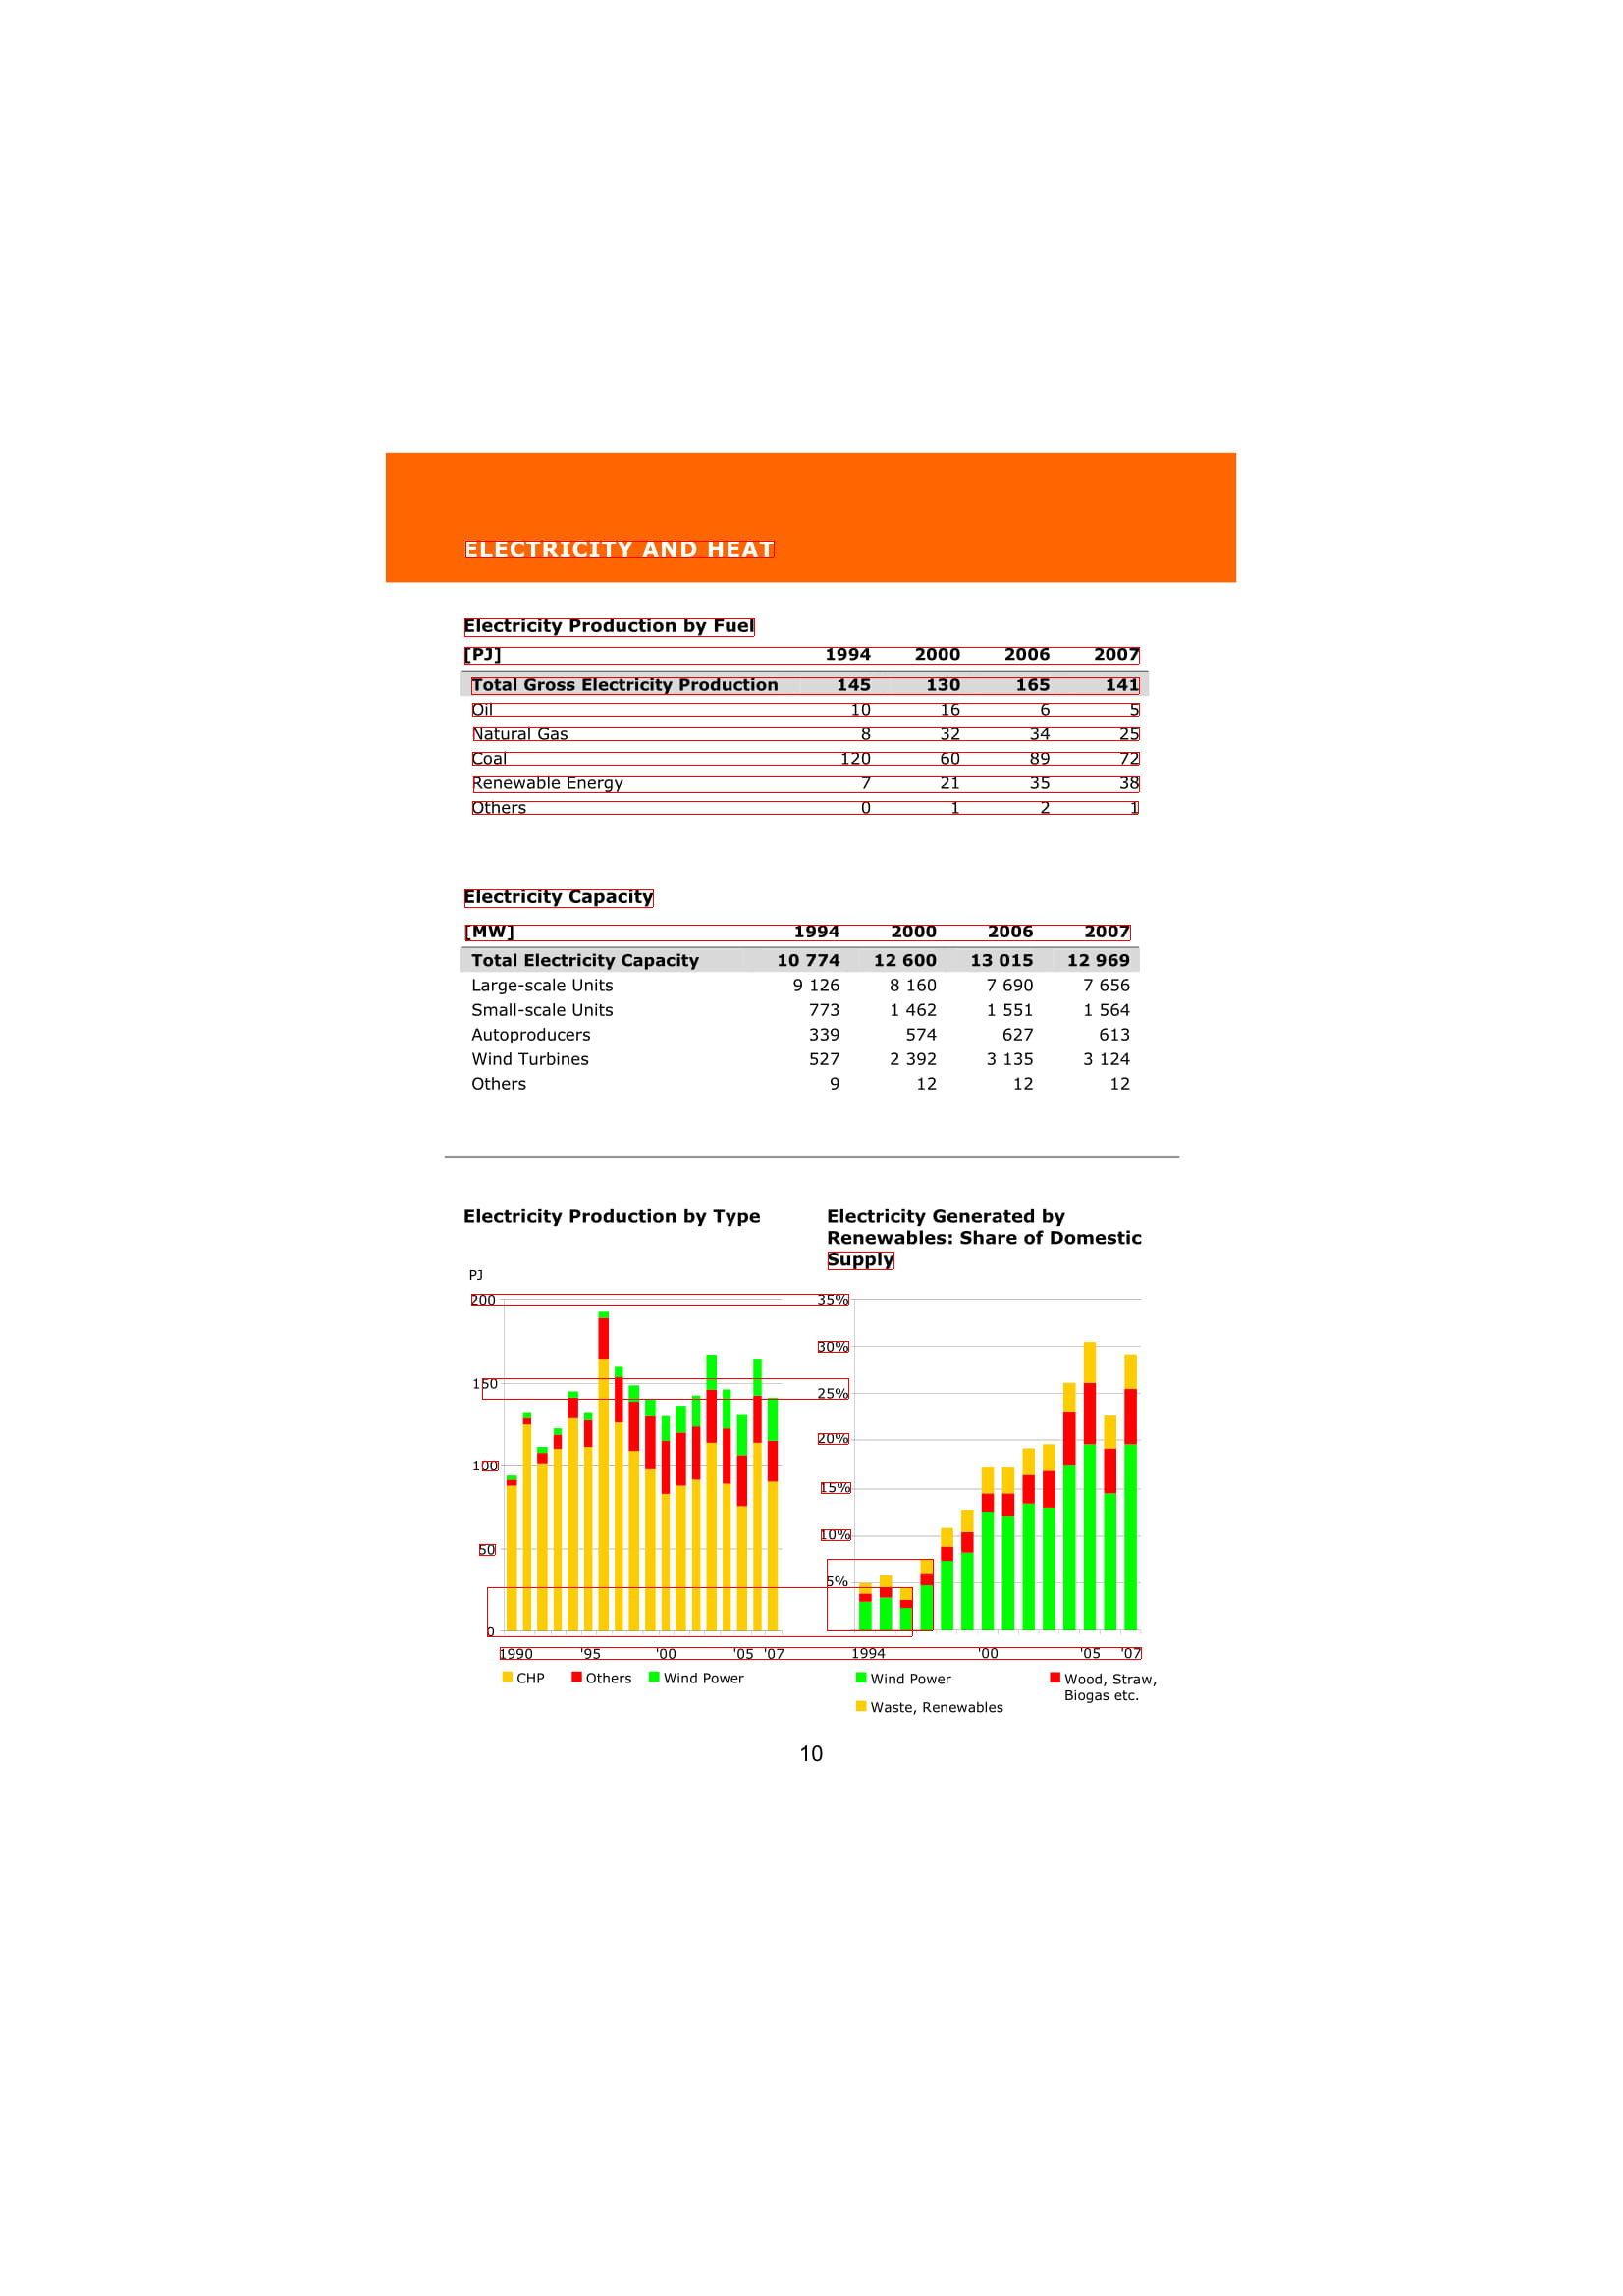 ELECTRICITY AND HEAT
Electricity Production by Fuel
[PJ] 1994 2000 2006 2007
Total Gross Electricity Production 145 130 165 141
Oil 10 16 6 5
Natural Gas 8 32 34 25
Coal 120 60 89 72
Renewable Energy 7 21 35 38
Others 0 1 2 1
Electricity Capacity
[MW] 1994 2000 2006 2007
Total Electricity Capacity 10 774 12 600 13 015 12 969
Large-scale Units 9 126 8 160 7 690 7 656
Small-scale Units 773 1 462 1 551 1 564
Autoproducers 339 574 627 613
Wind Turbines 527 2 392 3 135 3 124
Others 9 12 12 12
Electricity Production by Type
PJ
200
150
100
50
0
1990 '95 '00 '05 '07
CHP Others Wind Power
Electricity Generated by
Renewables: Share of Domestic
Supply
35%
30%
25%
20%
15%
10%
5%
1994 '00 '05 '07
Wind Power Wood, Straw,
Biogas etc.
Waste, Renewables
10